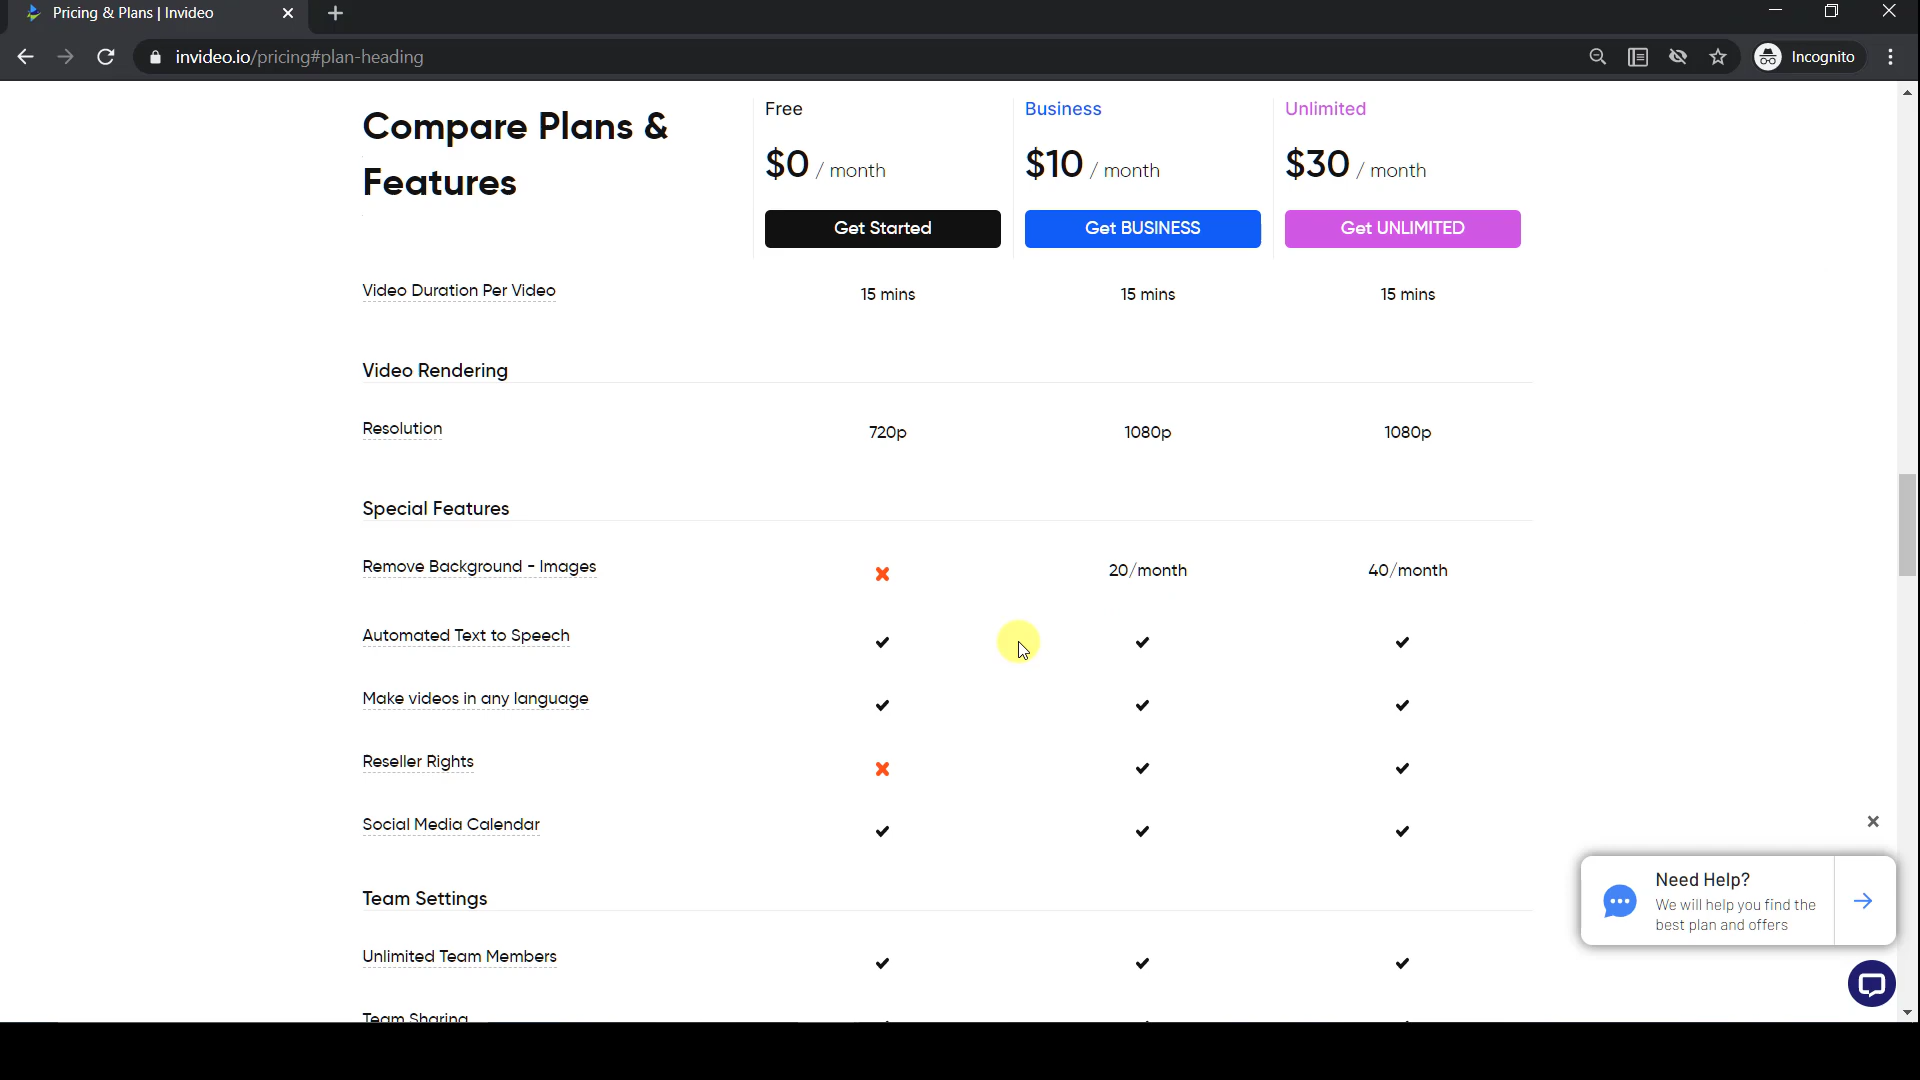 Pricing & Plans | Invideo
invideo.io/pricing#plan-heading
Incognito
Compare Plans &
Features
Free
Business
Unlimited
$0 / month
$10 / month
$30 / month
Get Started
Get BUSINESS
Get UNLIMITED
Video Duration Per Video
15 mins
15 mins
15 mins
Video Rendering
Resolution
720p
1080p
1080p
Special Features
Remove Background - Images
20/month
40/month
Automated Text to Speech
Make videos in any language
Reseller Rights
Social Media Calendar
Need Help?
We will help you find the
best plan and offers
Team Settings
Unlimited Team Members
Team Sharing